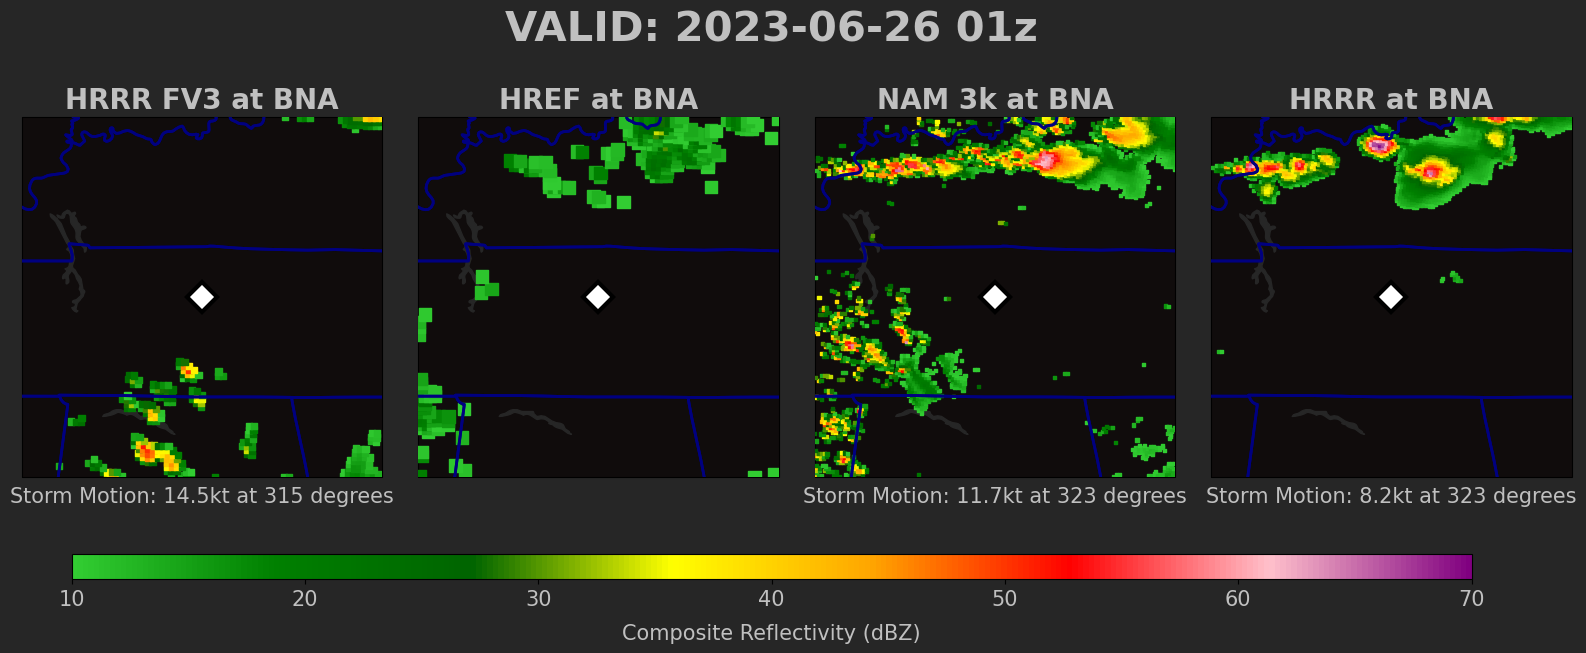 VALID: 2023-06-26 01z
HRRR FV3 at BNA
HREF at BNA
NAM 3k at BNA
HRRR at BNA
Storm Motion: 14.5kt at 315 degrees
Storm Motion: 11.7kt at 323 degrees
Storm Motion: 8.2kt at 323 degrees
10 20 30 40 50 60 70
Composite Reflectivity (dBZ)